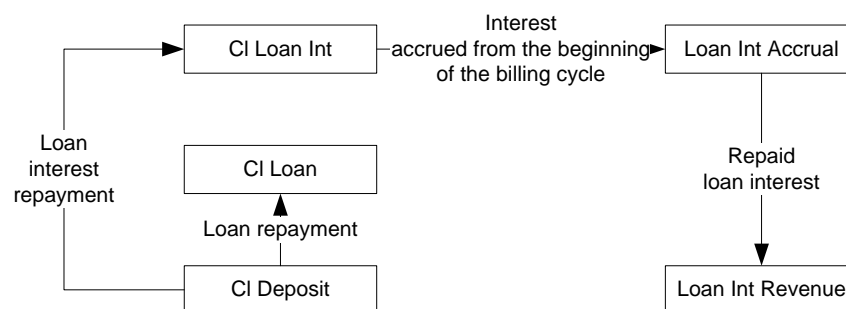 Interest
accrued from the beginning
of the billing cycle
Cl Loan Int
Loan Int Accrual
Loan
interest
repayment
Cl Loan
Repaid
loan interest
Loan repayment
Cl Deposit
Loan Int Revenue